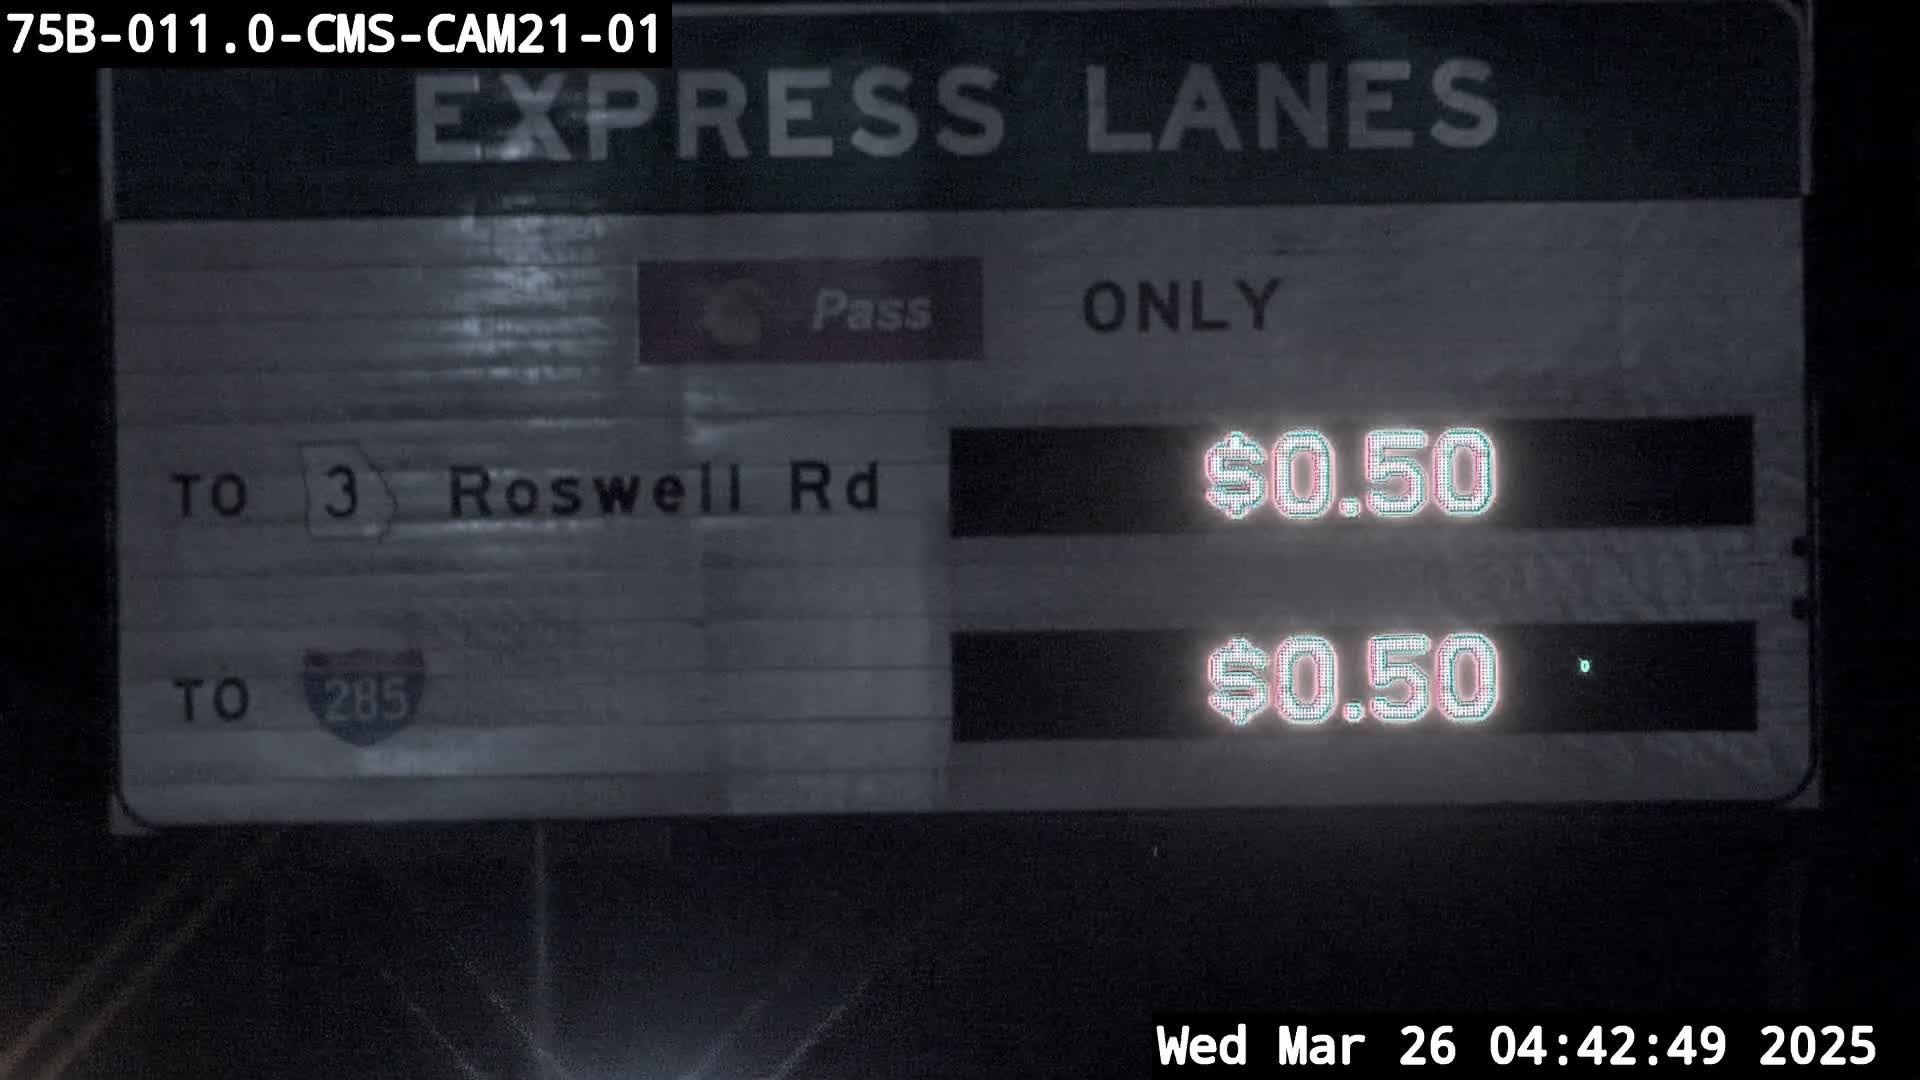 75B-011.0-CMS-CAM21-01
EXPRESS LANES
Pass ONLY
TO 3 Roswell Rd $0.50
TO 285 $0.50
Wed Mar 26 04:42:49 2025